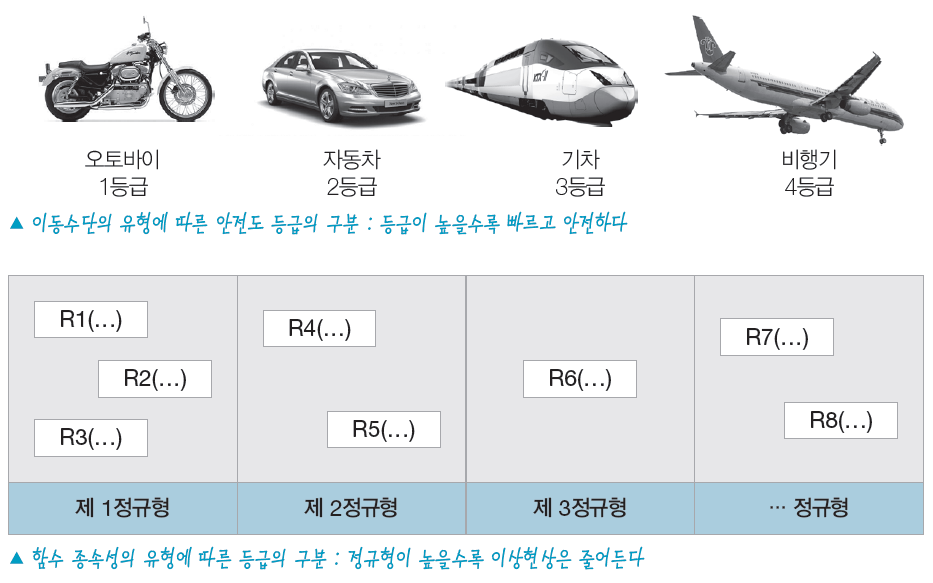 오토바이
1등급
자동차
2등급
기차
3등급
비행기
4등급
▲ 이동수단의 유형에 따른 안전도 등급의 구분 : 등급이 높을수록 빠르고 안전하다
R1(…)
R2(…)
R3(…)
R4(…)
R5(…)
R6(…)
R7(…)
R8(…)
제 1정규형
제 2정규형
제 3정규형
… 정규형
▲ 함수 종속성의 유형에 따른 등급의 구분 : 정규형이 높을수록 이상현상은 줄어든다